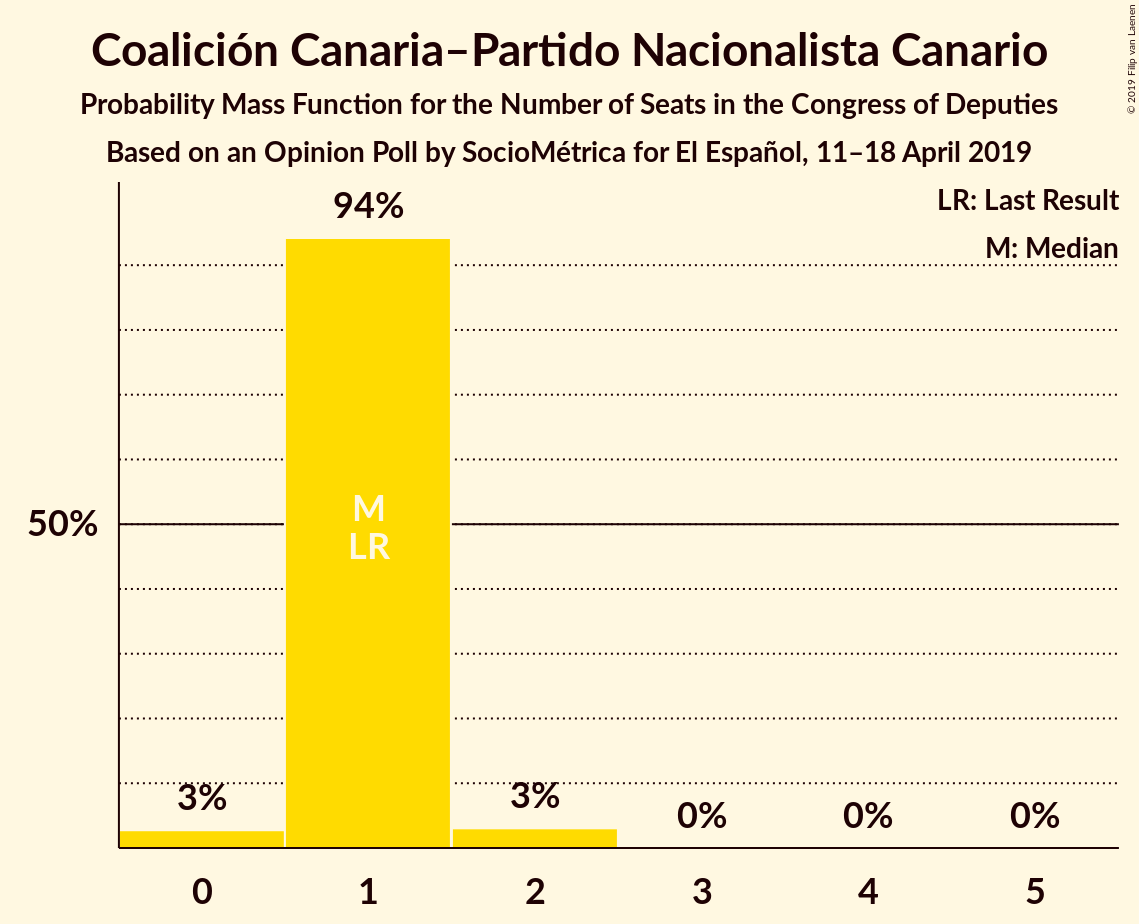 Coalición Canaria–Partido Nacionalista Canario
Probability Mass Function for the Number of Seats in the Congress of Deputies
Based on an Opinion Poll by SocioMétrica for El Español, 11–18 April 2019
© 2019 Filip van Laenen
LR: Last Result
M: Median
94%
50%
M
LR
3%
3%
0%
0%
0%
0
1
2
3
4
5